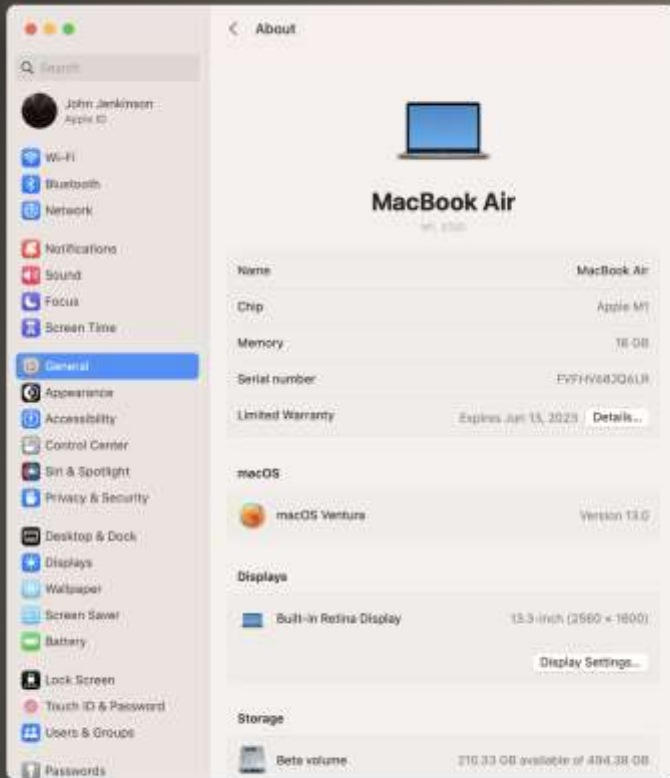 About
Search
John Jenkinson
Apple ID
Wi-Fi
Bluetooth
Network
Notifications
Sound
Focus
Screen Time
General
Appearance
Accessibility
Control Center
Siri & Spotlight
Privacy & Security
Desktop & Dock
Displays
Wallpaper
Screen Saver
Battery
Lock Screen
Touch ID & Password
Users & Groups
Passwords
MacBook Air
M1, 2020
Name MacBook Air
Chip Apple M1
Memory 16 GB
Serial number
Limited Warranty Expires Jun 13, 2023 Details...
macOS
macOS Ventura Version 13.0
Displays
Built-in Retina Display 13.3-inch (2560 × 1600)
Display Settings...
Storage
Beta volume 210.33 GB available of 494.38 GB